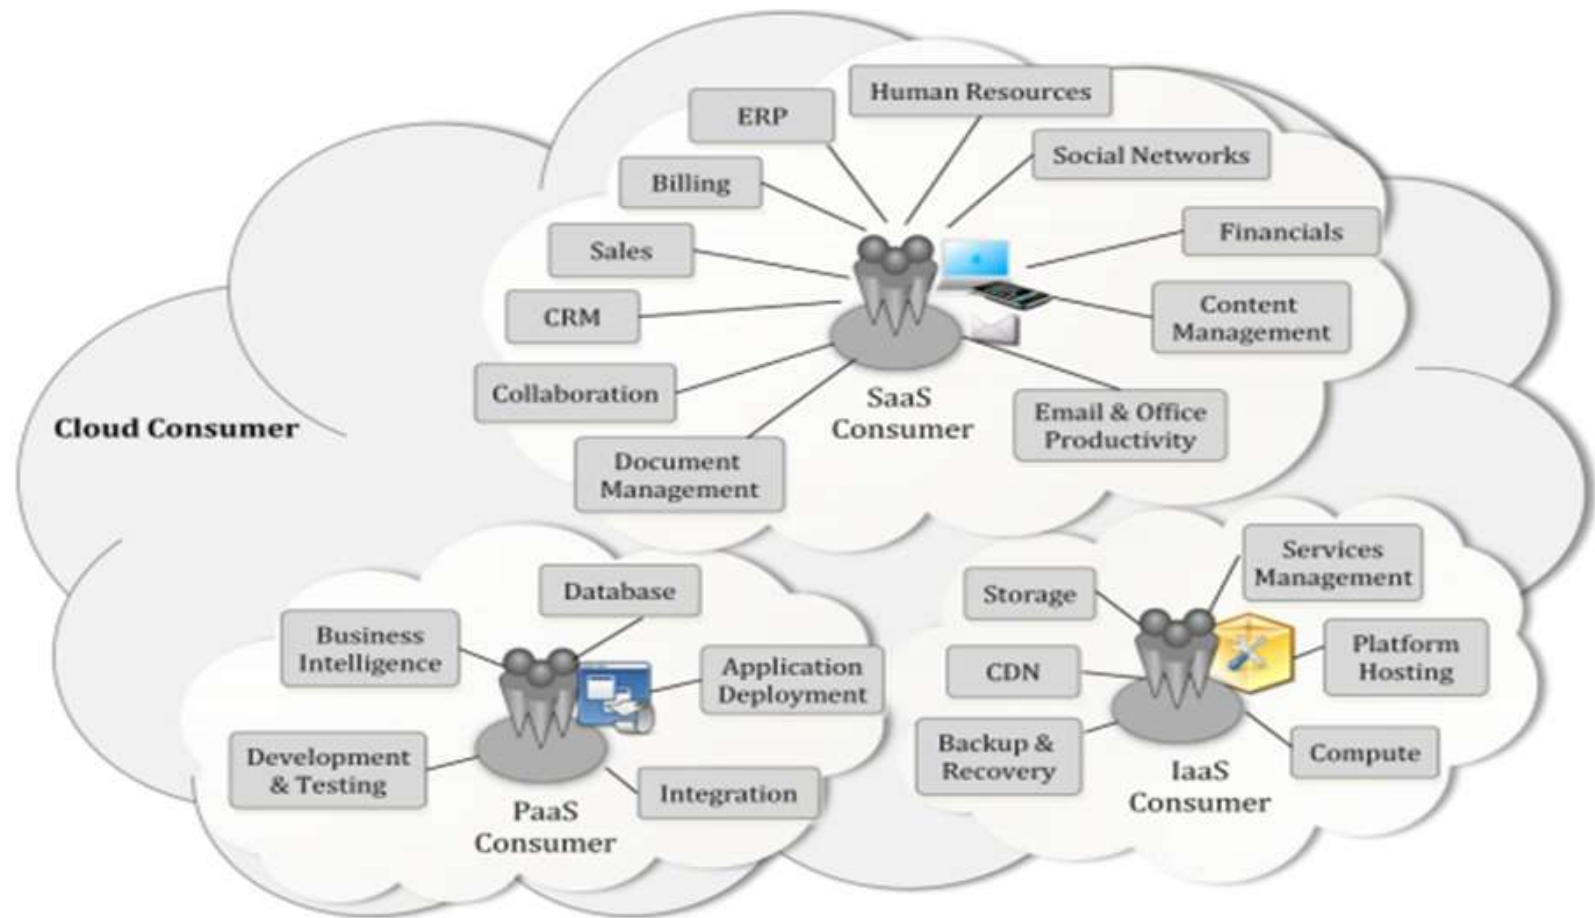 Human Resources
ERP
Social Networks
Billing
Financials
Sales
Content
Management
CRM
Collaboration
SaaS
Consumer
Email & Office
Productivity
Cloud Consumer
Document
Management
Services
Management
Database
Storage
Business
Intelligence
Platform
Hosting
Application
Deployment
CDN
Development
& Testing
Backup &
Recovery
Compute
Integration
IaaS
Consumer
PaaS
Consumer